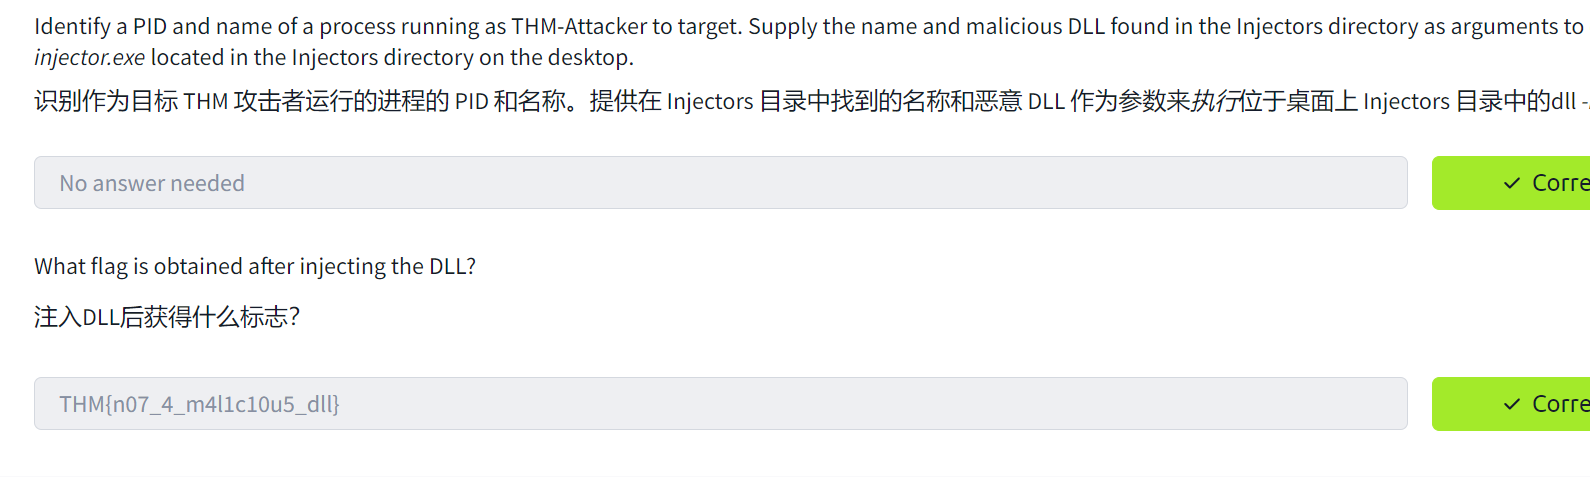 Identify a PID and name of a process running as THM-Attacker to target. Supply the name and malicious DLL found in the Injectors directory as arguments to
injector.exe located in the Injectors directory on the desktop.
识别作为目标 THM 攻击者运行的进程的 PID 和名称。提供在 Injectors 目录中找到的名称和恶意 DLL 作为参数来执行位于桌面上 Injectors 目录中的dll -
No answer needed
✓ Corre
What flag is obtained after injecting the DLL?
注入DLL后获得什么标志?
THM{n07_4_m4l1c10u5_dll}
✓ Corre